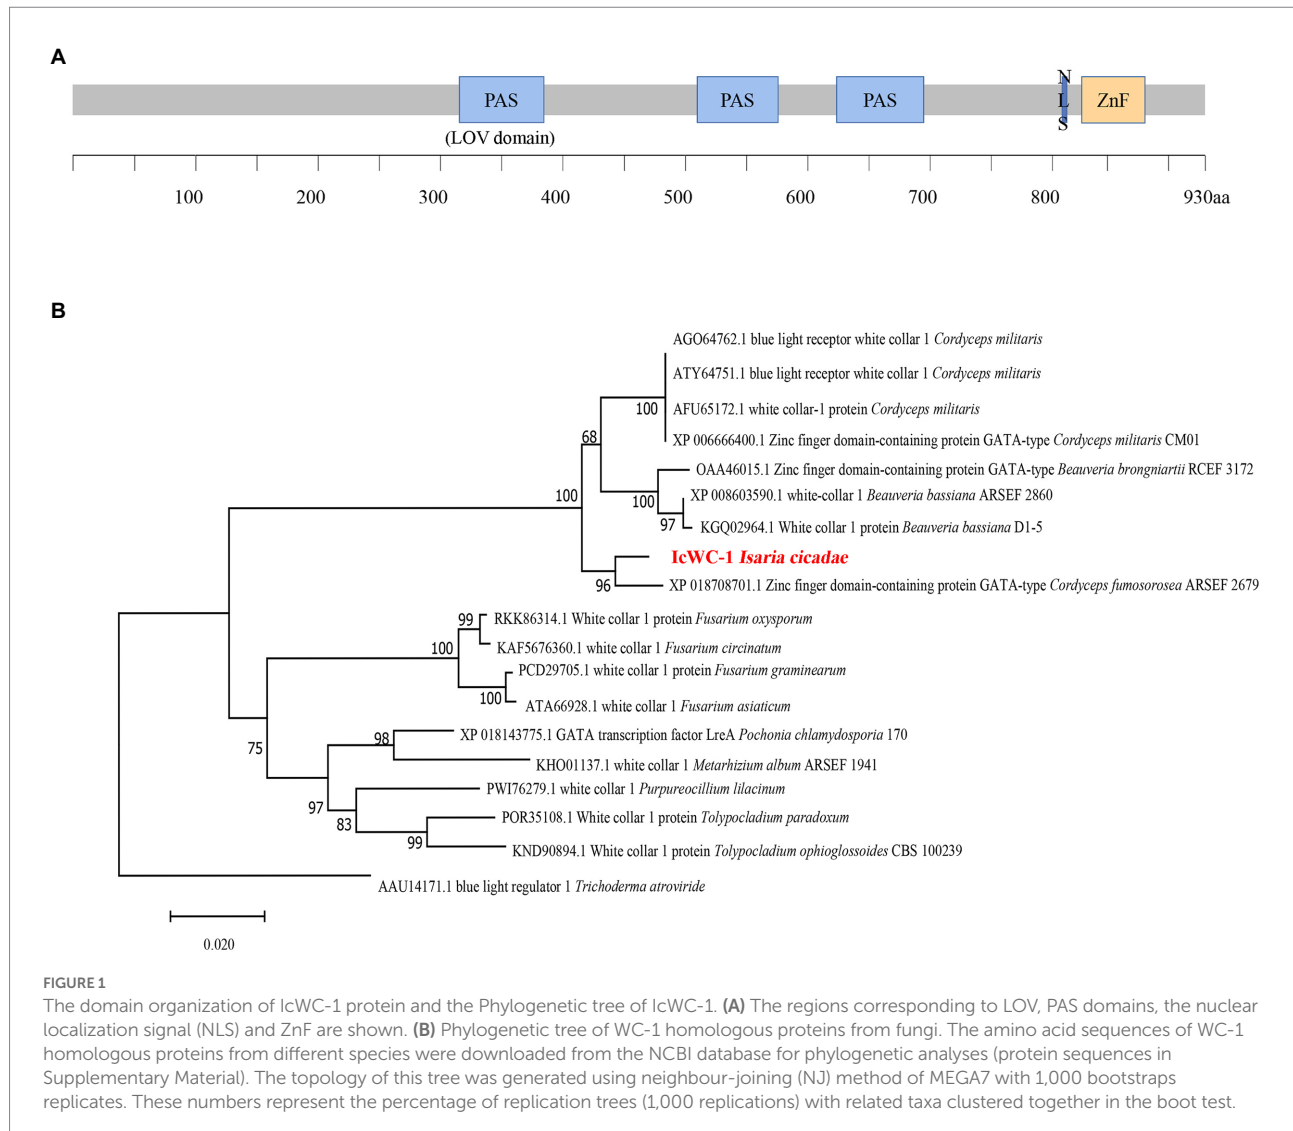 A
PAS
PAS
PAS
NLS
ZnF
(LOV domain)
100 200 300 400 500 600 700 800 930aa
B
AGO64762.1 blue light receptor white collar 1 Cordyceps militaris
ATY64751.1 blue light receptor white collar 1 Cordyceps militaris
100
AFU65172.1 white collar-1 protein Cordyceps militaris
68
XP 006666400.1 Zinc finger domain-containing protein GATA-type Cordyceps militaris CM01
OAA46015.1 Zinc finger domain-containing protein GATA-type Beauveria brongniartii RCEF 3172
100
100
XP 008603590.1 white-collar 1 Beauveria bassiana ARSEF 2860
97
KGQ02964.1 White collar 1 protein Beauveria bassiana D1-5
IcWC-1 Isaria cicadae
96
XP 018708701.1 Zinc finger domain-containing protein GATA-type Cordyceps fumosorosea ARSEF 2679
99
RKK86314.1 White collar 1 protein Fusarium oxysporum
100
KAF5676360.1 white collar 1 Fusarium circinatum
PCD29705.1 white collar 1 protein Fusarium graminearum
100
ATA66928.1 white collar 1 Fusarium asiaticum
98
XP 018143775.1 GATA transcription factor LreA Pochonia chlamydosporia 170
75
KHO01137.1 white collar 1 Metarhizium album ARSEF 1941
PWI76279.1 white collar 1 Purpureocillium lilacinum
97
83
POR35108.1 White collar 1 protein Tolypocladium paradoxum
99
KND90894.1 White collar 1 protein Tolypocladium ophioglossoides CBS 100239
AAU14171.1 blue light regulator 1 Trichoderma atroviride
0.020
FIGURE 1
The domain organization of IcWC-1 protein and the Phylogenetic tree of IcWC-1. (A) The regions corresponding to LOV, PAS domains, the nuclear
localization signal (NLS) and ZnF are shown. (B) Phylogenetic tree of WC-1 homologous proteins from fungi. The amino acid sequences of WC-1
homologous proteins from different species were downloaded from the NCBI database for phylogenetic analyses (protein sequences in
Supplementary Material). The topology of this tree was generated using neighbour-joining (NJ) method of MEGA7 with 1,000 bootstraps
replicates. These numbers represent the percentage of replication trees (1,000 replications) with related taxa clustered together in the boot test.